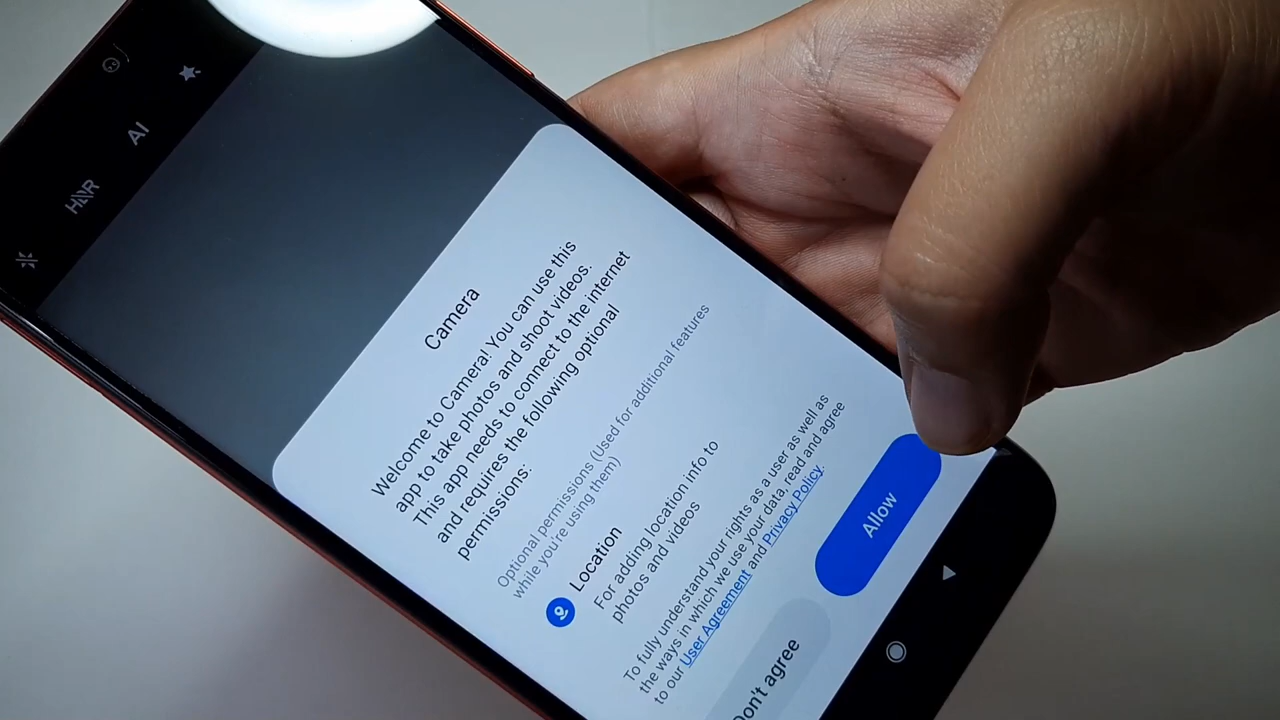 AI
HDR
Camera
Welcome to Camera! You can use this
app to take photos and shoot videos.
This app needs to connect to the internet
and requires the following optional
permissions:
Optional permissions (Used for additional features
while you're using them)
Location
For adding location info to
photos and videos
To fully understand your rights as a user as well as
the ways in which we use your data, read and agree
to our User Agreement and Privacy Policy.
Don't agree
Allow